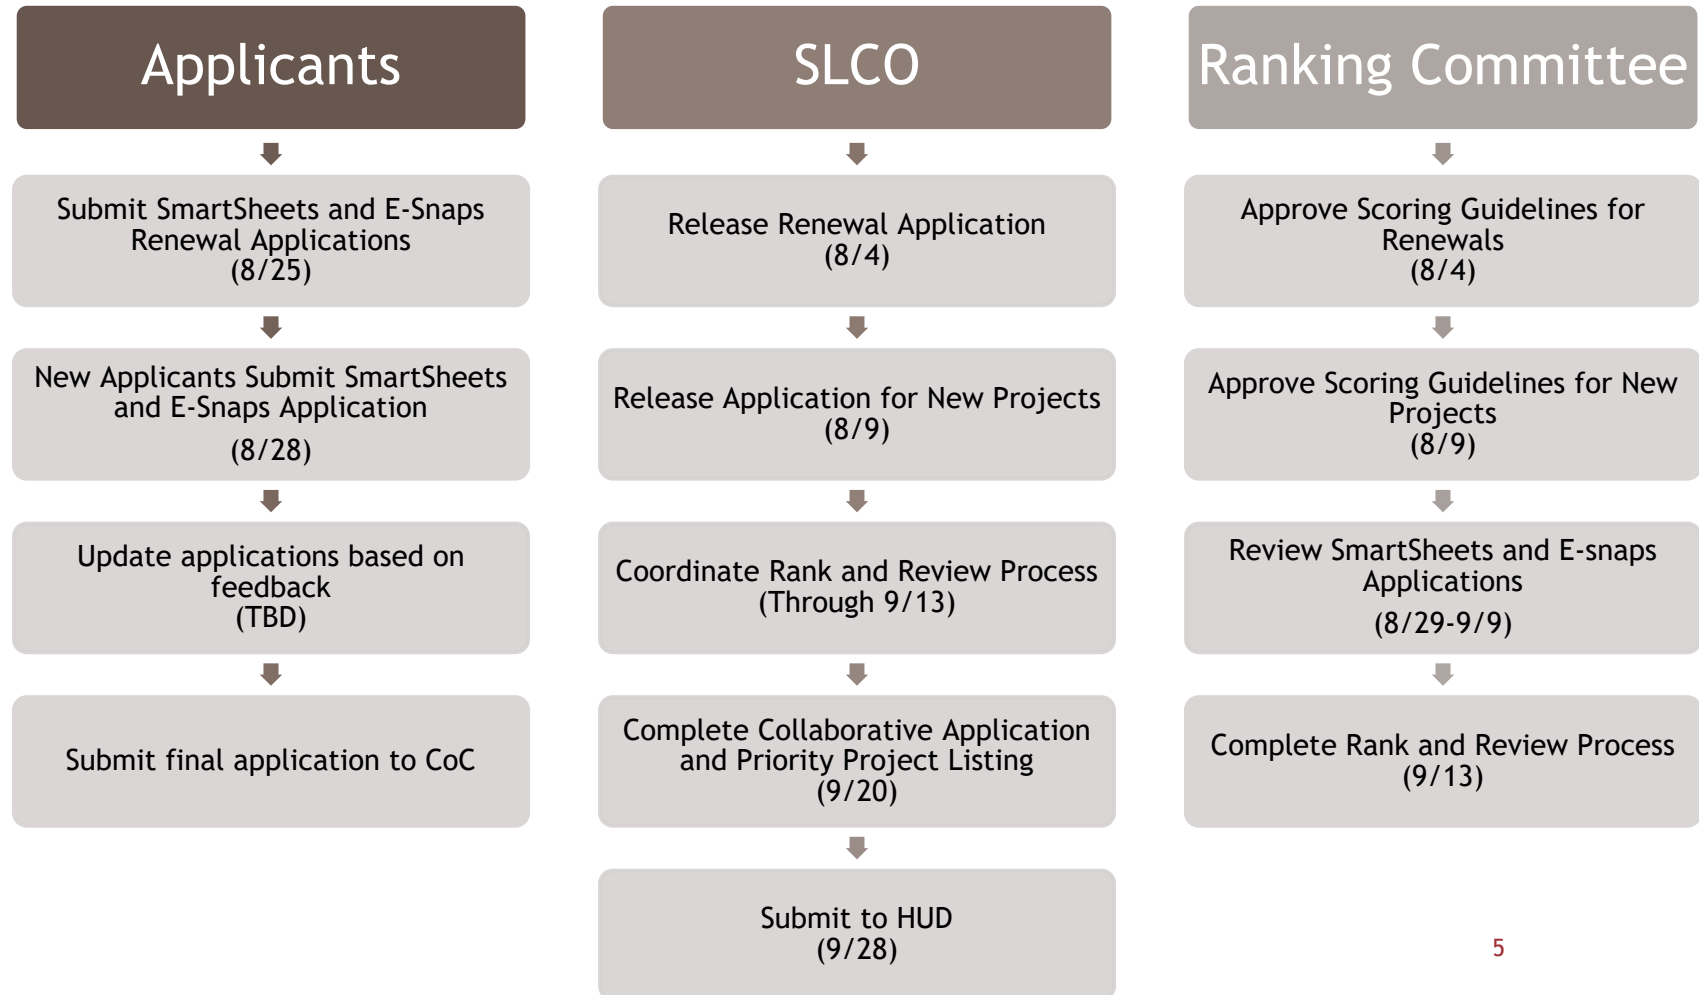 Applicants
Submit SmartSheets and E-Snaps
Renewal Applications
(8/25)
New Applicants Submit SmartSheets
and E-Snaps Application
(8/28)
Update applications based on
feedback
(TBD)
Submit final application to CoC
SLCO
Release Renewal Application
(8/4)
Release Application for New Projects
(8/9)
Coordinate Rank and Review Process
(Through 9/13)
Complete Collaborative Application
and Priority Project Listing
(9/20)
Submit to HUD
(9/28)
Ranking Committee
Approve Scoring Guidelines for
Renewals
(8/4)
Approve Scoring Guidelines for New
Projects
(8/9)
Review SmartSheets and E-snaps
Applications
(8/29-9/9)
Complete Rank and Review Process
(9/13)
5